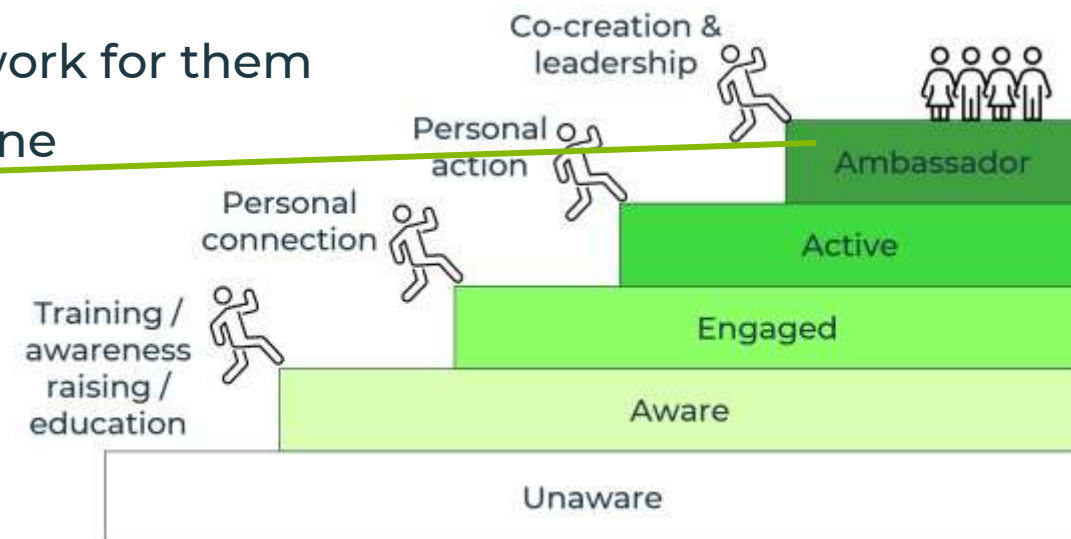 work for them
ne
Co-creation &
leadership
Personal
action
Ambassador
Personal
connection
Active
Training /
awareness
raising /
education
Engaged
Aware
Unaware